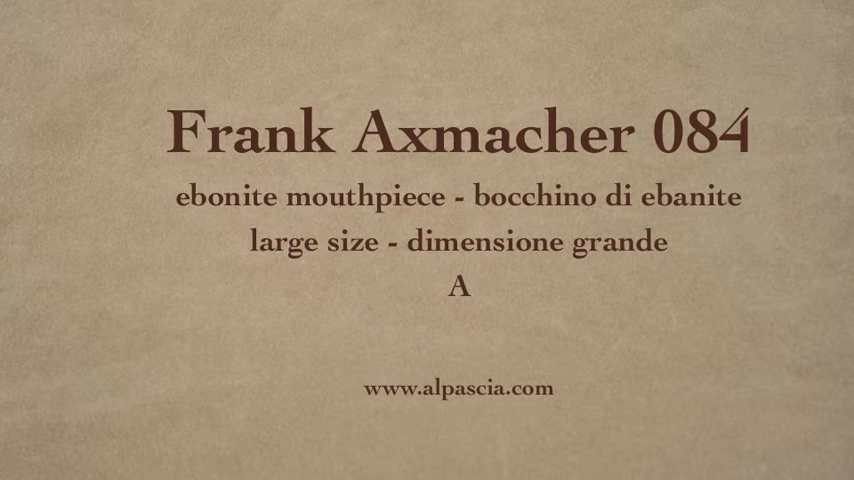 Frank Axmacher 084
ebonite mouthpiece - bocchino di ebanite
large size - dimensione grande
A
www.alpascia.com